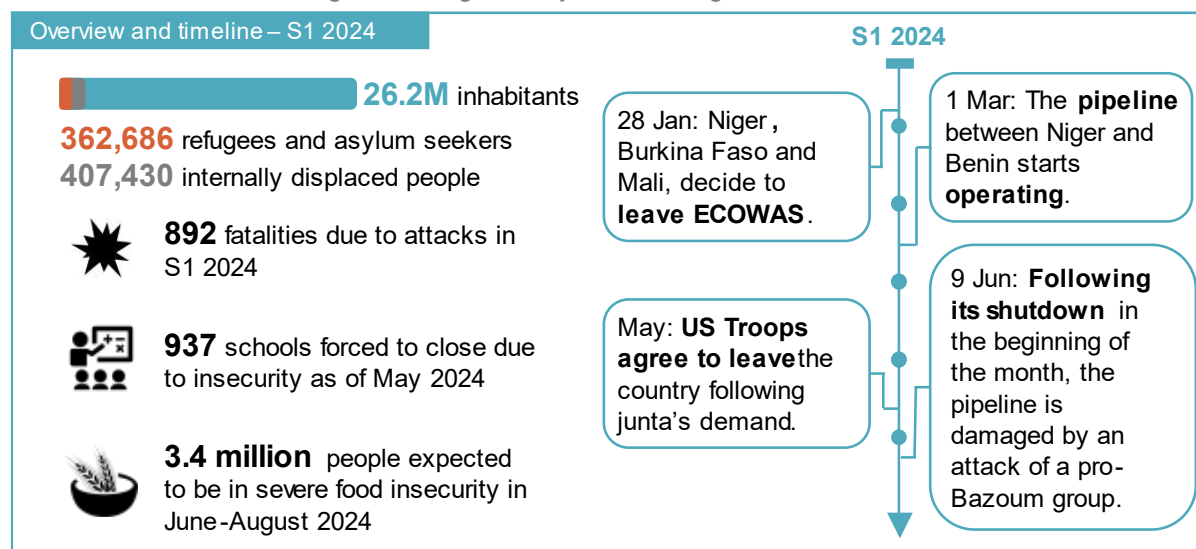 Overview and timeline – S1 2024
26.2M inhabitants
362,686 refugees and asylum seekers
407,430 internally displaced people
892 fatalities due to attacks in
S1 2024
937 schools forced to close due
to insecurity as of May 2024
3.4 million people expected
to be in severe food insecurity in
June-August 2024
S1 2024
28 Jan: Niger,
Burkina Faso and
Mali, decide to
leave ECOWAS.
1 Mar: The pipeline
between Niger and
Benin starts
operating.
May: US Troops
agree to leave the
country following
junta's demand.
9 Jun: Following
its shutdown in
the beginning of
the month, the
pipeline is
damaged by an
attack of a pro-
Bazoum group.